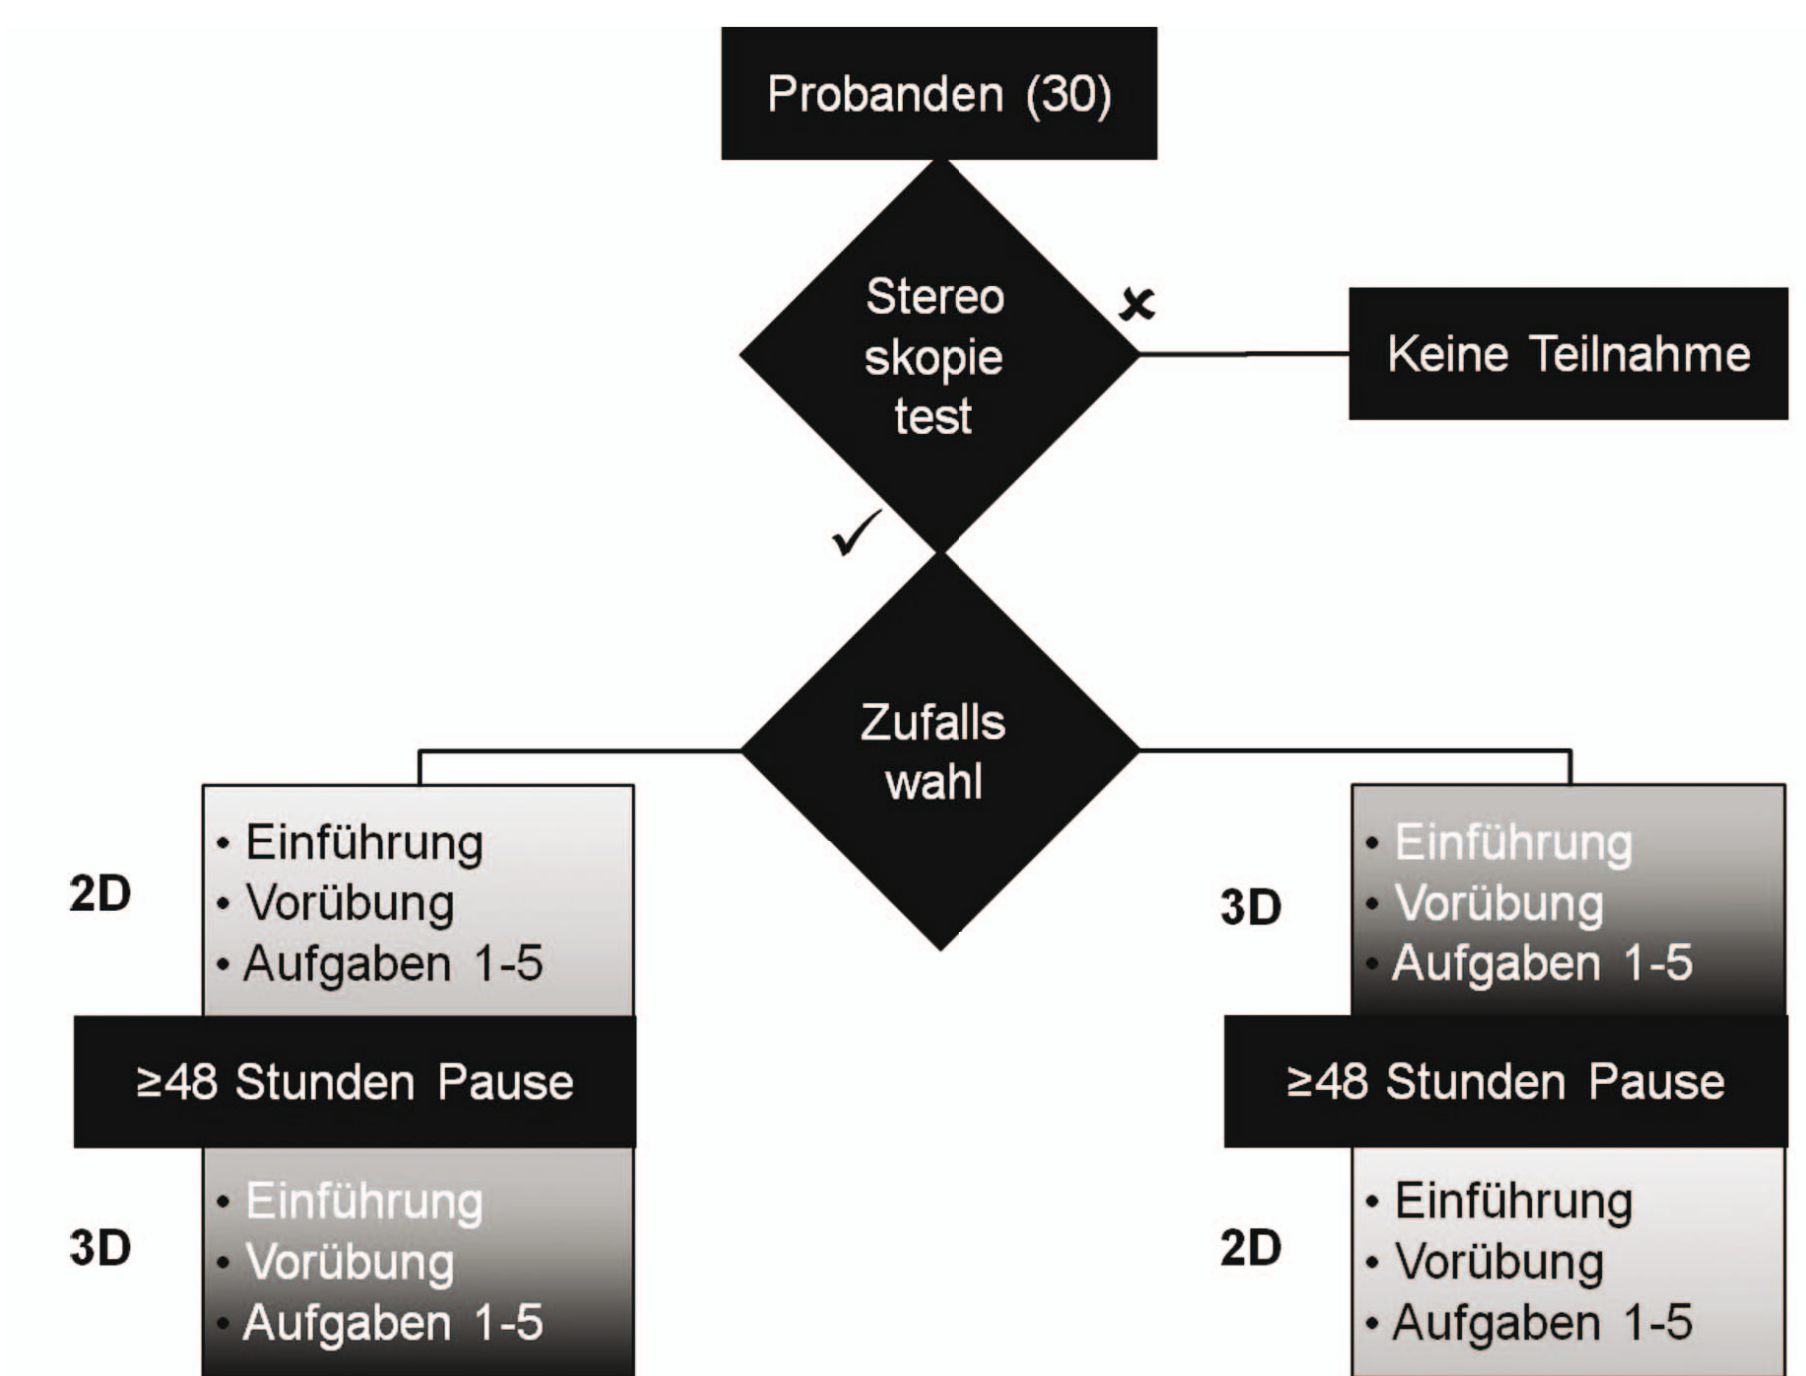 Probanden (30)
Stereo
skopie
test
✘
Keine Teilnahme
✓
Zufalls
wahl
2D
• Einführung
• Vorübung
• Aufgaben 1-5
≥48 Stunden Pause
3D
• Einführung
• Vorübung
• Aufgaben 1-5
3D
• Einführung
• Vorübung
• Aufgaben 1-5
≥48 Stunden Pause
2D
• Einführung
• Vorübung
• Aufgaben 1-5